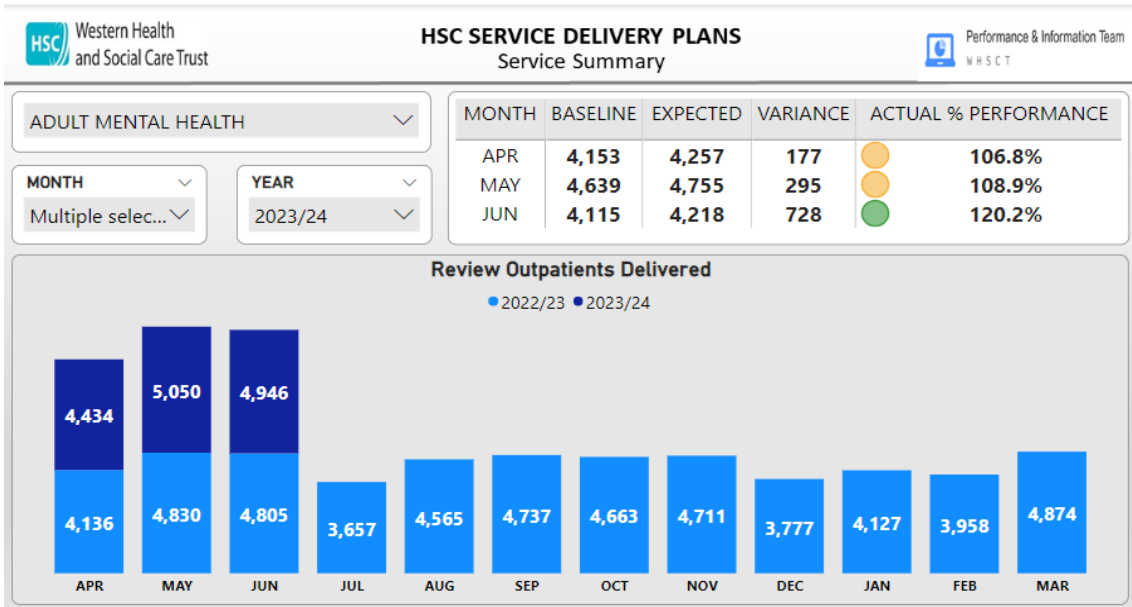 HSC
Western Health
and Social Care Trust
HSC SERVICE DELIVERY PLANS
Service Summary
Performance & Information Team
WHSCT
ADULT MENTAL HEALTH
MONTH
Multiple selec...
YEAR
2023/24
MONTH BASELINE EXPECTED VARIANCE ACTUAL % PERFORMANCE
APR 4,153 4,257 177 106.8%
MAY 4,639 4,755 295 108.9%
JUN 4,115 4,218 728 120.2%
Review Outpatients Delivered
2022/23 2023/24
4,434 5,050 4,946
4,136 4,830 4,805 3,657 4,565 4,737 4,663 4,711 3,777 4,127 3,958 4,874
APR MAY JUN JUL AUG SEP OCT NOV DEC JAN FEB MAR